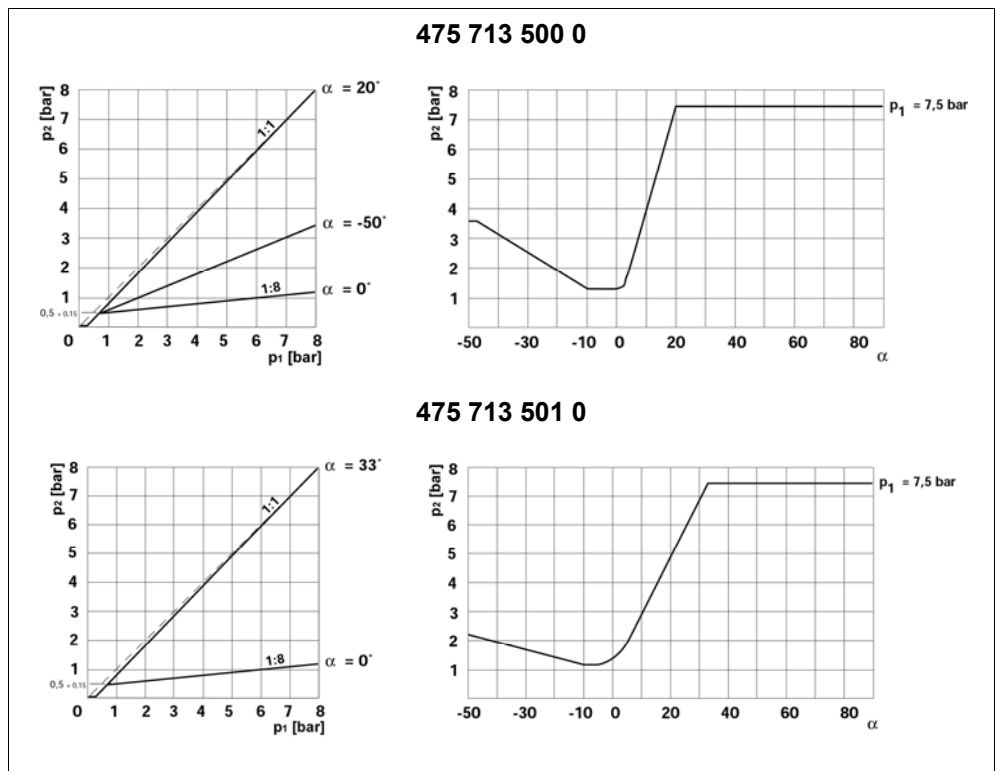 475 713 500 0
p2 [bar]
8
7
6
5
4
3
2
1
0,5 + 0,15
0 1 2 3 4 5 6 7 8
p1 [bar]
1:1
1:8
α = 20°
α = -50°
α = 0°
p2 [bar]
8
7
6
5
4
3
2
1
-50 -30 -10 0 20 40 60 80
α
p1 = 7,5 bar
475 713 501 0
p2 [bar]
8
7
6
5
4
3
2
1
0,5 + 0,15
0 1 2 3 4 5 6 7 8
p1 [bar]
1:1
1:8
α = 33°
α = 0°
p2 [bar]
8
7
6
5
4
3
2
1
-50 -30 -10 0 20 40 60 80
α
p1 = 7,5 bar